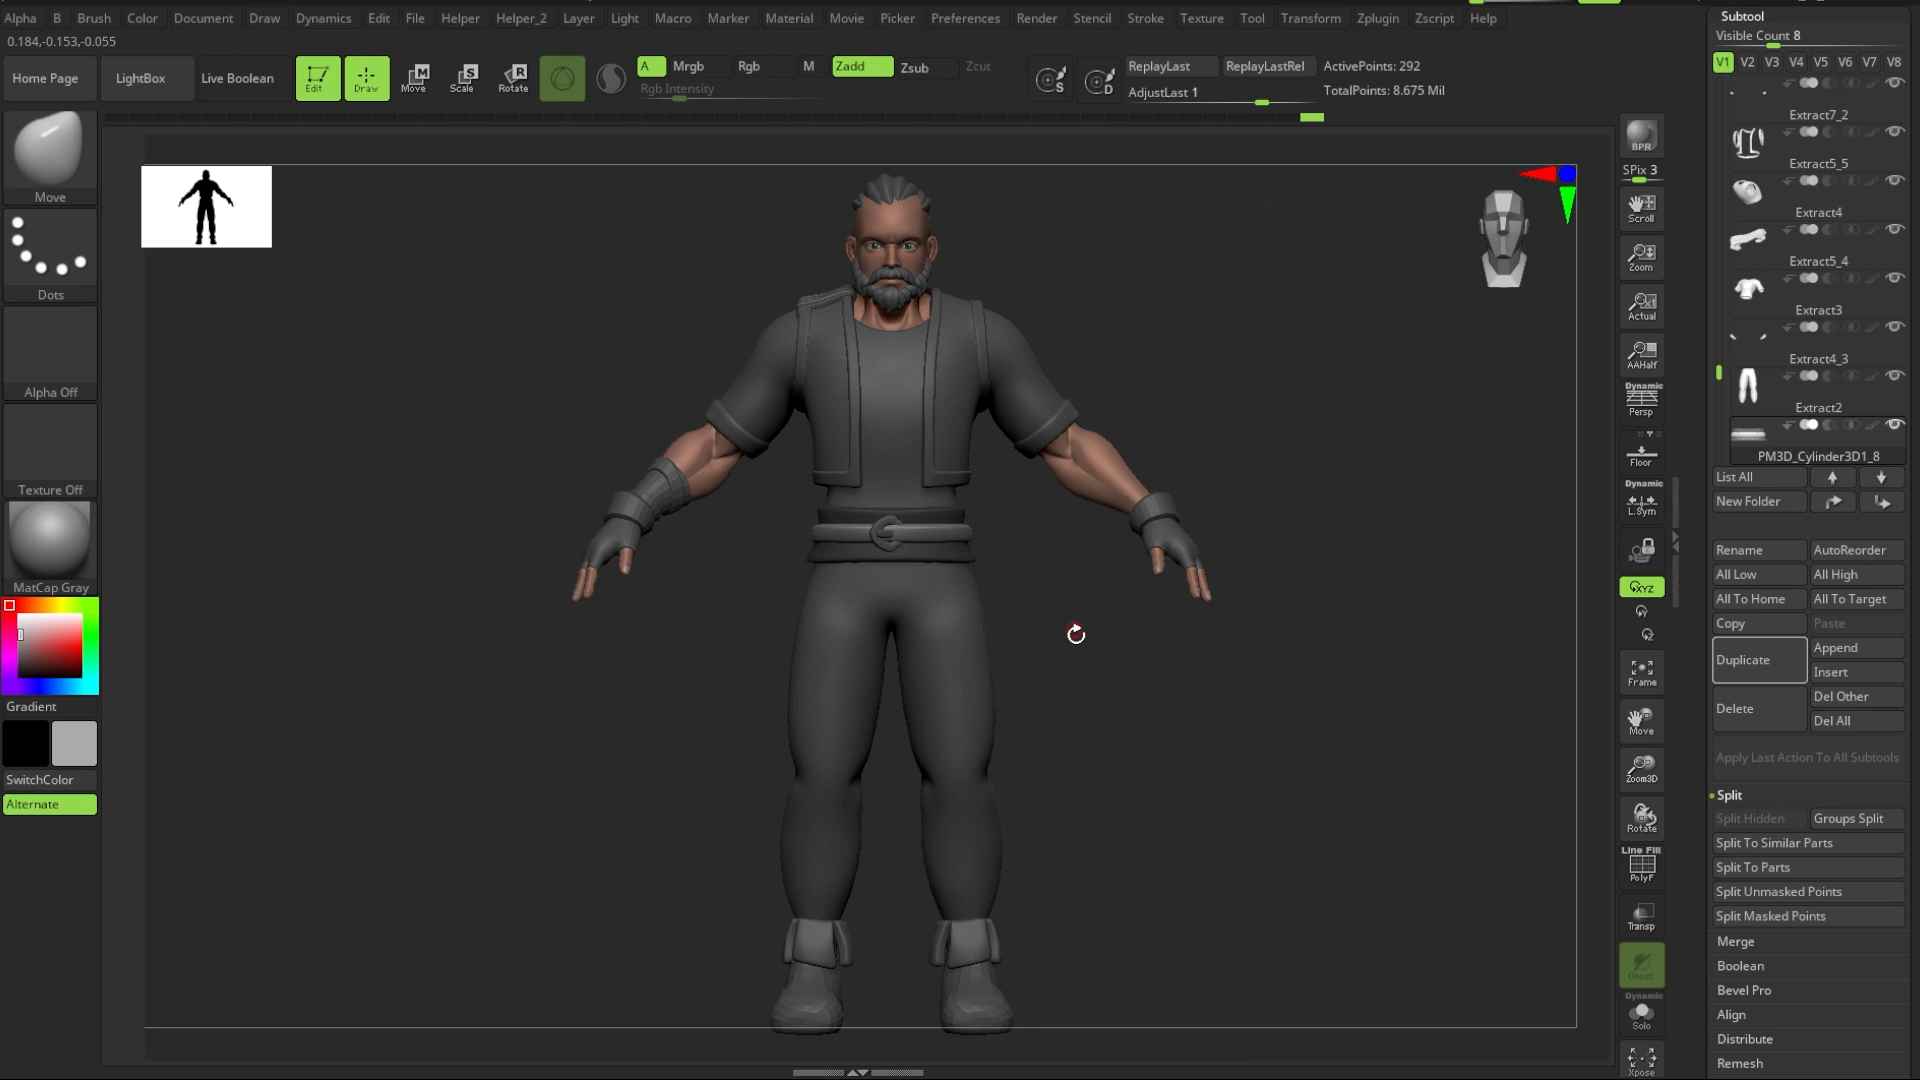 Alpha B Brush Color Document Draw Dynamics Edit File Helper Helper_2 Layer Light Macro Marker Material Movie Picker Preferences Render Stencil Stroke Texture Tool Transform Zplugin Zscript Help
0.184,-0.153,-0.055
Home Page LightBox Live Boolean Edit Draw Move Scale Rotate A Mrgb Rgb M Zadd Zsub Zcut
Rgb Intensity
ReplayLast ReplayLastRel ActivePoints: 292
AdjustLast 1 TotalPoints: 8.675 Mil
Move
Dots
Alpha Off
Texture Off
MatCap Gray
Gradient
SwitchColor
Alternate
BPR
SPix 3
Scroll
Zoom
Actual
AAHalf
Dynamic
Persp
Floor
Dynamic
L.Sym
XYZ
Frame
Move
Zoom3D
Rotate
Line Fill
PolyF
Transp
Ghost
Dynamic
Solo
Xpose
Subtool
Visible Count 8
V1 V2 V3 V4 V5 V6 V7 V8
Extract7_2
Extract5_5
Extract4
Extract5_4
Extract3
Extract4_3
Extract2
PM3D_Cylinder3D1_8
List All
New Folder
Rename AutoReorder
All Low All High
All To Home All To Target
Copy Paste
Duplicate Append
Insert
Delete Del Other
Del All
Apply Last Action To All Subtools
Split
Split Hidden Groups Split
Split To Similar Parts
Split To Parts
Split Unmasked Points
Split Masked Points
Merge
Boolean
Bevel Pro
Align
Distribute
Remesh